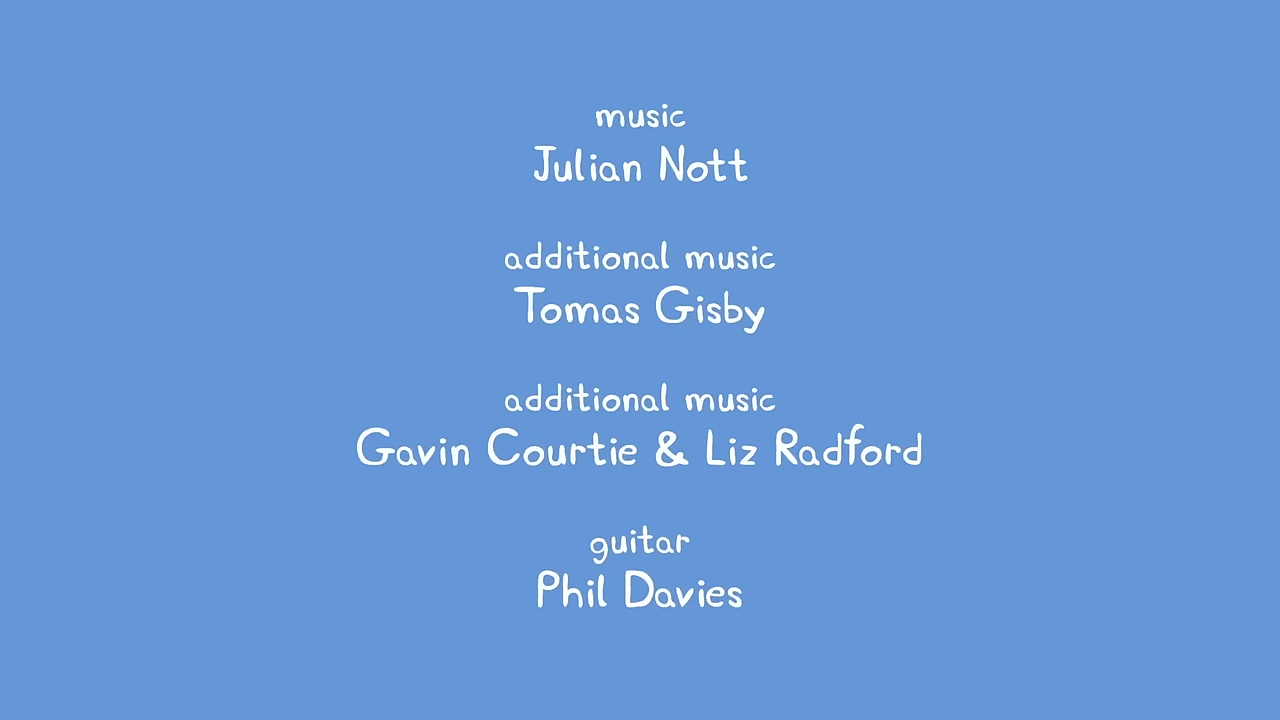 music
Julian Nott
additional music
Tomas Gisby
additional music
Gavin Courtie & Liz Radford
guitar
Phil Davies